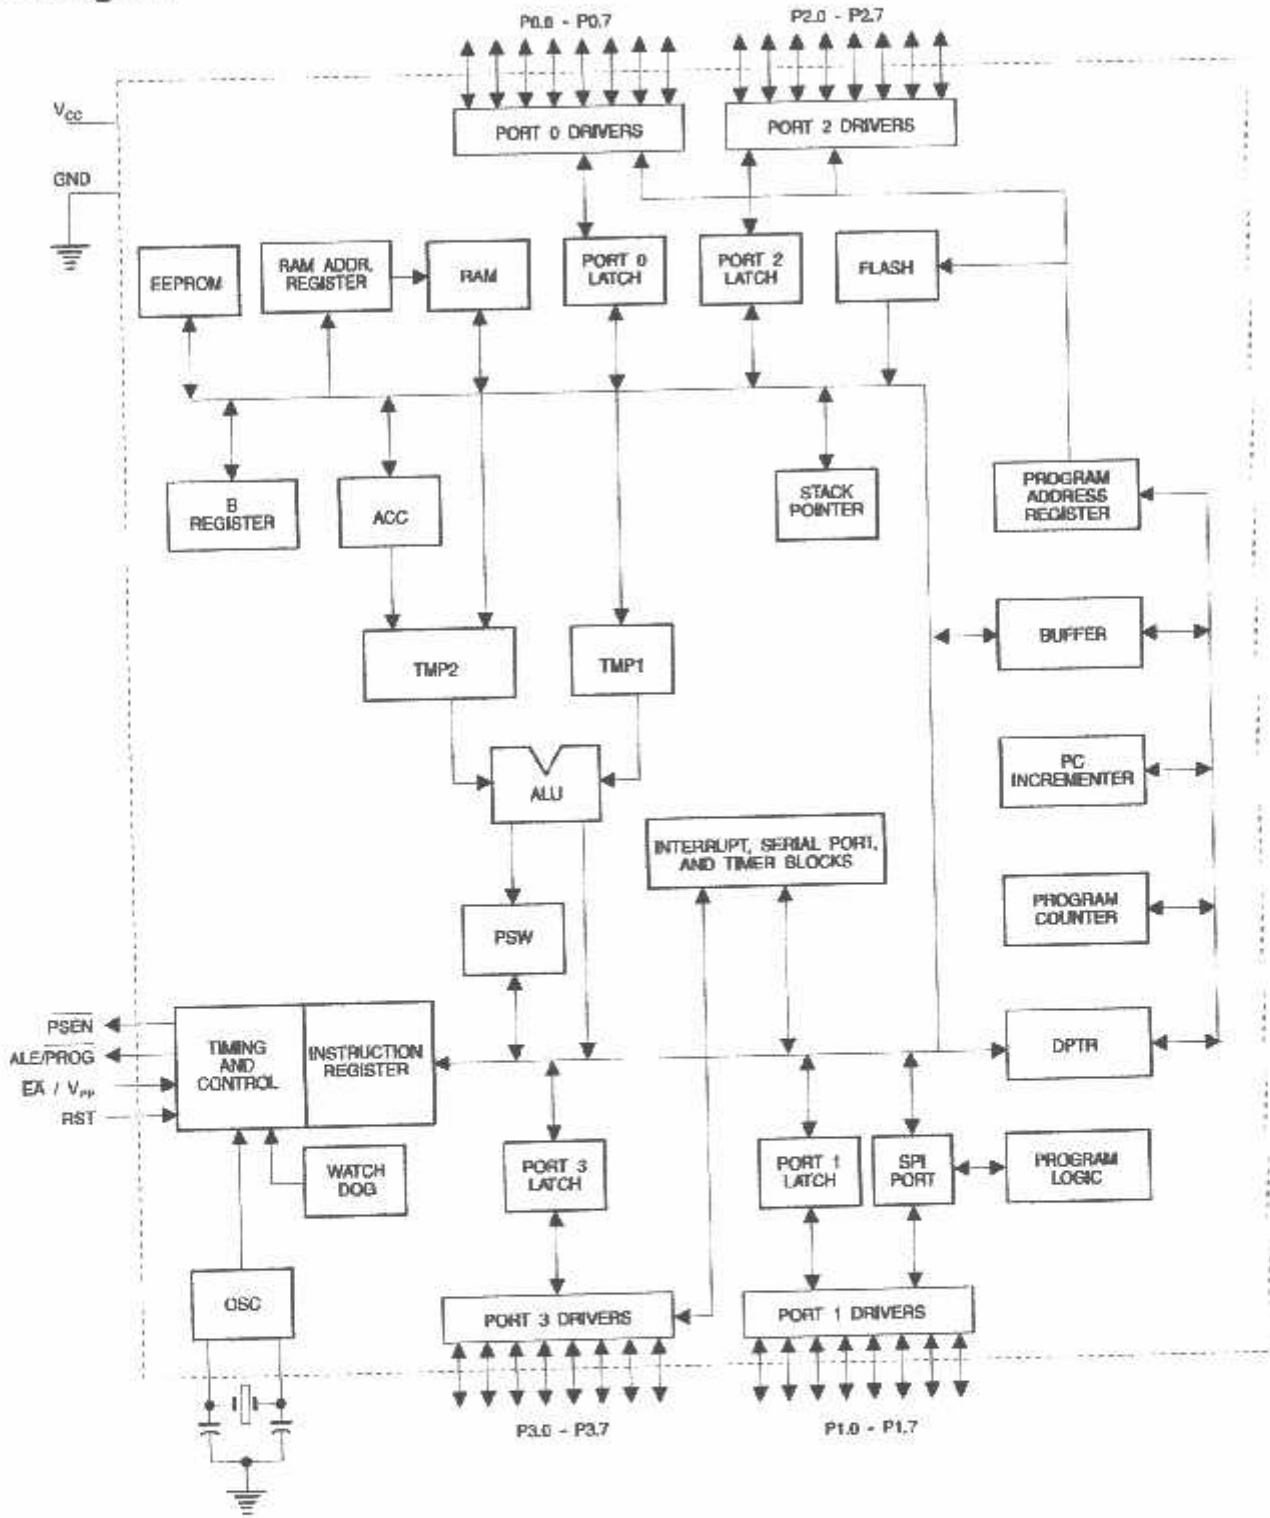 P0.0 - P0.7
P2.0 - P2.7
VCC
PORT 0 DRIVERS
PORT 2 DRIVERS
GND
EEPROM
RAM ADDR.
REGISTER
RAM
PORT 0
LATCH
PORT 2
LATCH
FLASH
B
REGISTER
ACC
STACK
POINTER
PROGRAM
ADDRESS
REGISTER
TMP2
TMP1
BUFFER
ALU
PC
INCREMENTER
INTERRUPT, SERIAL PORT,
AND TIMER BLOCKS
PSW
PROGRAM
COUNTER
PSEN
ALE/PROG
EA / VPP
RST
TIMING
AND
CONTROL
INSTRUCTION
REGISTER
DPTR
WATCH
DOG
PORT 3
LATCH
PORT 1
LATCH
SPI
PORT
PROGRAM
LOGIC
OSC
PORT 3 DRIVERS
PORT 1 DRIVERS
P3.0 - P3.7
P1.0 - P1.7